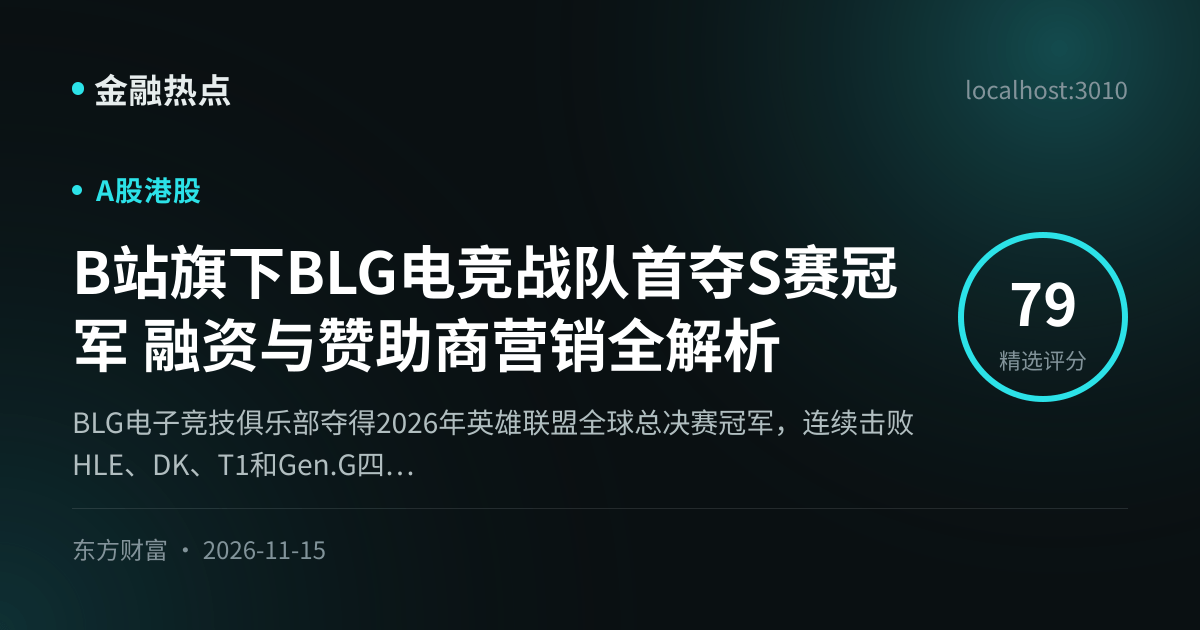 金融热点
localhost:3010
A股港股
B站旗下BLG电竞战队首夺S赛冠
军 融资与赞助商营销全解析
79
精选评分
BLG电子竞技俱乐部夺得2026年英雄联盟全球总决赛冠军，连续击败
HLE、DK、T1和Gen.G四…
东方财富 • 2026-11-15